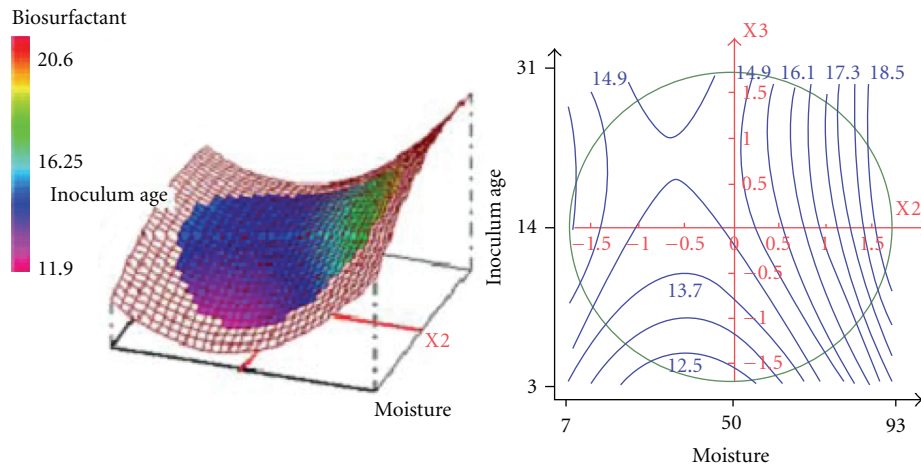 Biosurfactant
20.6
16.25
11.9
Inoculum age
X2
Moisture
X3
31
14.9
14.9 16.1 17.3 18.5
1.5
1
0.5
Inoculum age
14
X2
−1.5 −1 −0.5 0 0.5 1 1.5
−0.5
13.7
−1
12.5
−1.5
3
7 50 93
Moisture